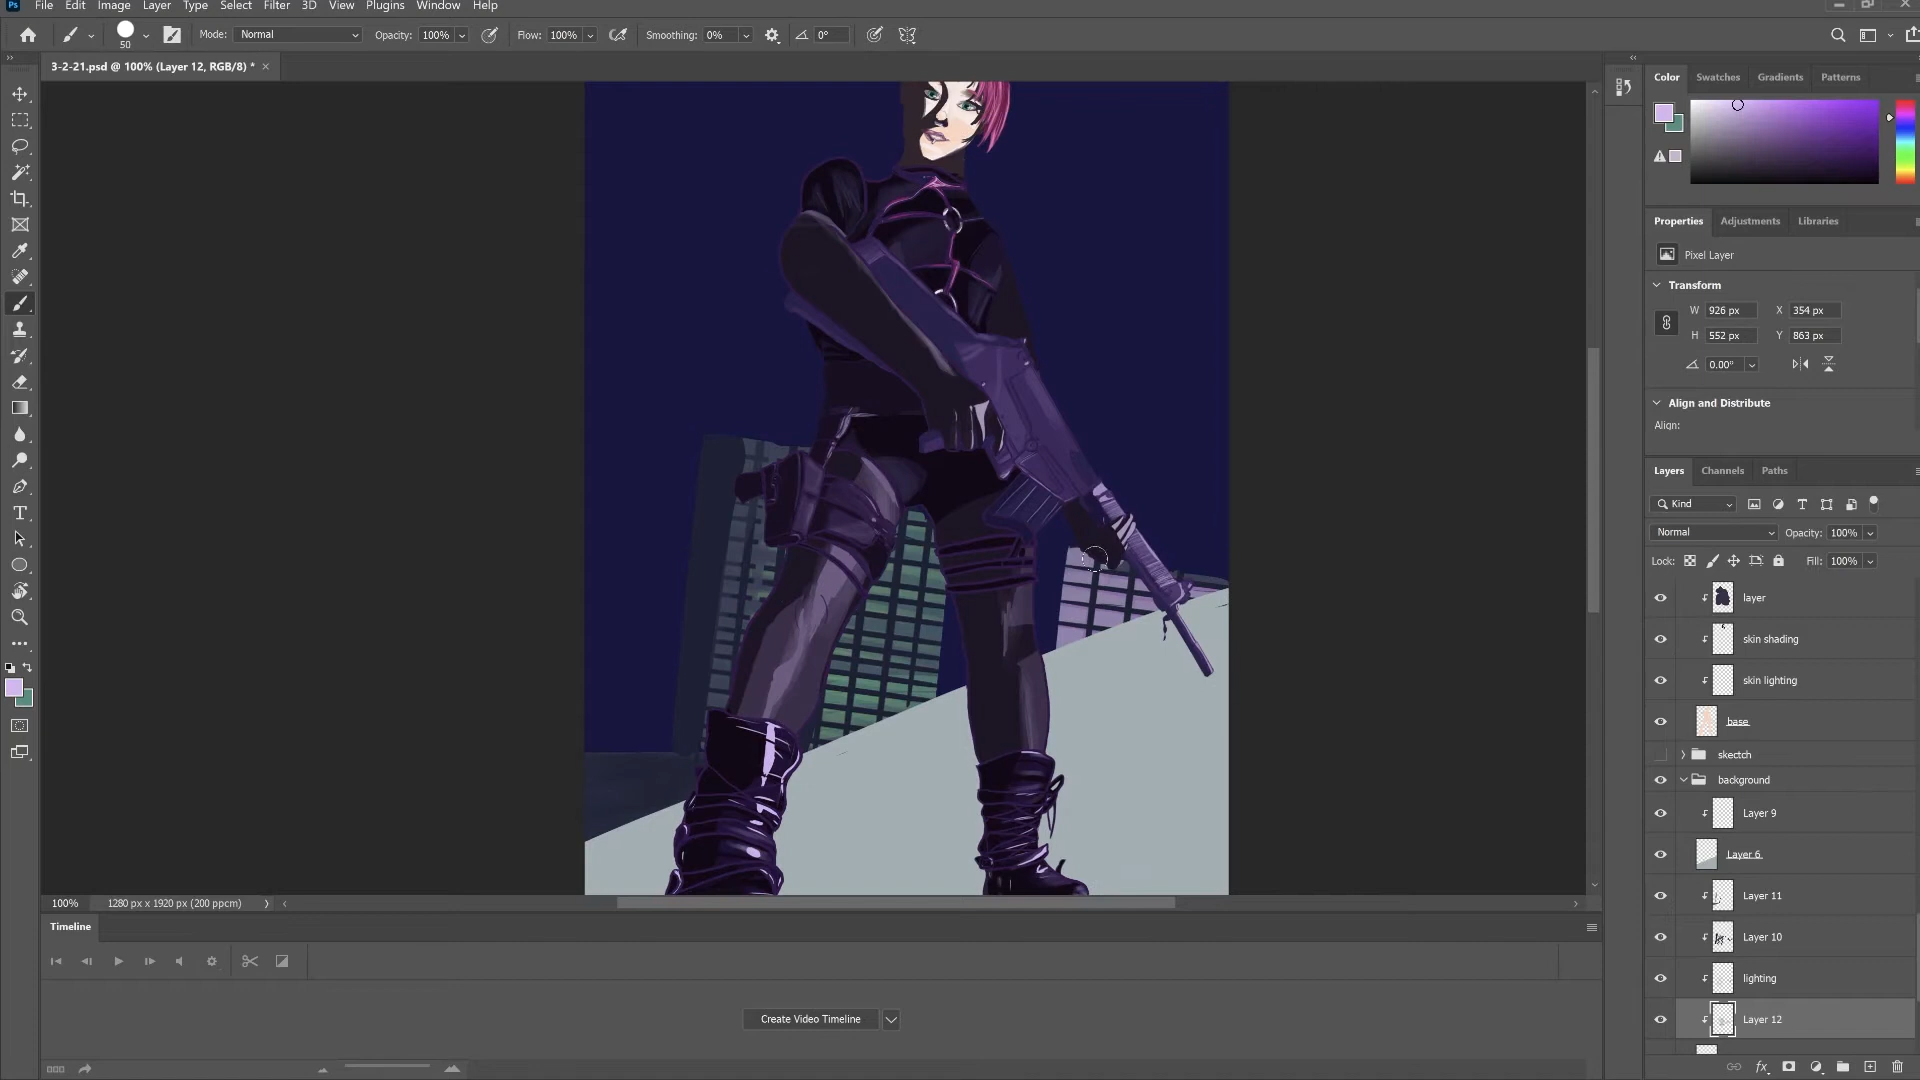 Ps File Edit Image Layer Type Select Filter 3D View Plugins Window Help
50 Mode: Normal Opacity: 100% Flow: 100% Smoothing: 0% 0°
3-2-21.psd @ 100% (Layer 12, RGB/8) *
Color Swatches Gradients Patterns
Properties Adjustments Libraries
Pixel Layer
Transform
W 926 px X 354 px
H 552 px Y 863 px
0.00°
Align and Distribute
Align:
Layers Channels Paths
Kind
Normal Opacity: 100%
Lock: Fill: 100%
layer
skin shading
skin lighting
base
skectch
background
Layer 9
Layer 6
Layer 11
Layer 10
lighting
Layer 12
fx
100% 1280 px x 1920 px (200 ppcm)
Timeline
Create Video Timeline